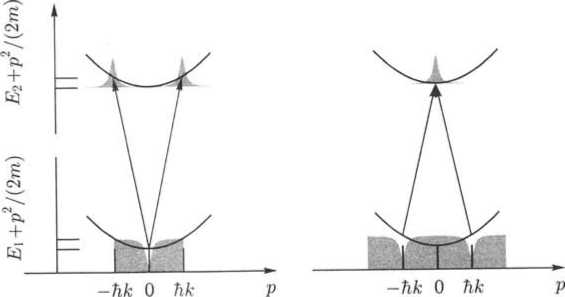 E₂+p²/(2m)
E₁+p²/(2m)
−ħk 0 ħk p
−ħk 0 ħk p